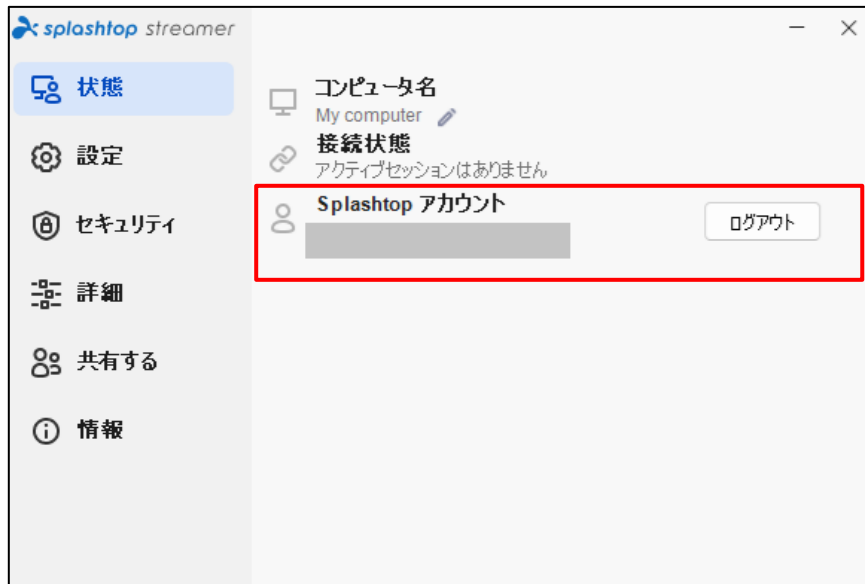 splashtop streamer
状態
設定
セキュリティ
詳細
共有する
情報
コンピュータ名
My computer
接続状態
アクティブセッションはありません
Splashtop アカウント
ログアウト